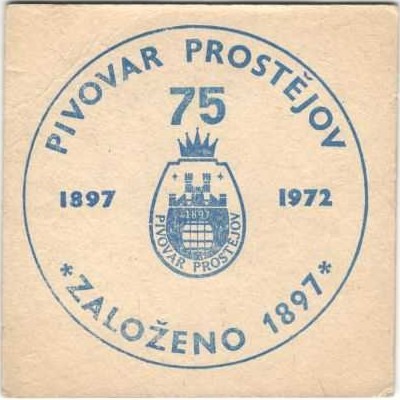 PIVOVAR PROSTĚJOV
75
1897 1972
1897
PIVOVAR PROSTĚJOV
*ZALOŽENO 1897*